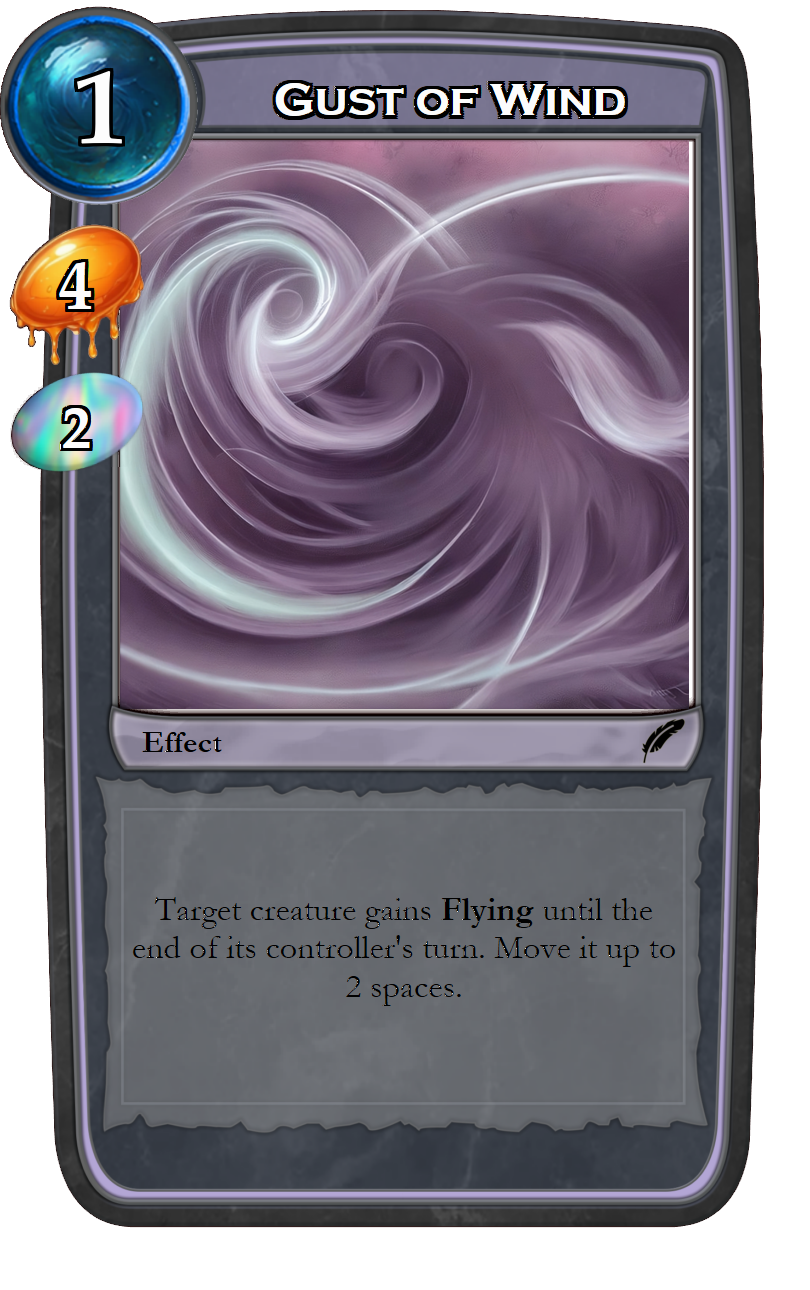 1
Gust of Wind
4
2
Effect
Target creature gains Flying until the
end of its controller's turn. Move it up to
2 spaces.